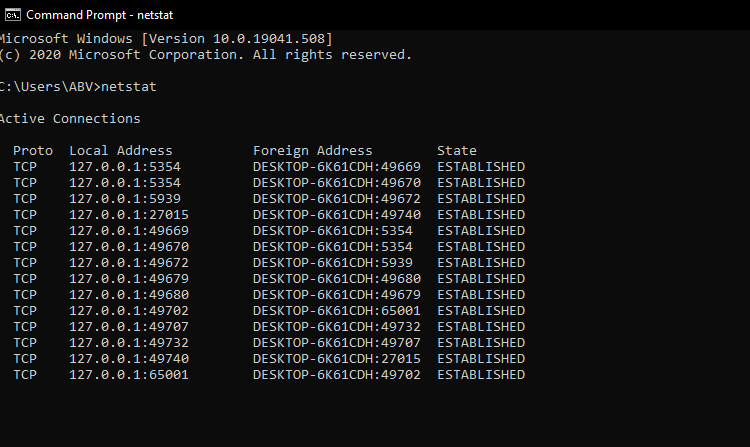 Command Prompt - netstat
Microsoft Windows [Version 10.0.19041.508]
(c) 2020 Microsoft Corporation. All rights reserved.
C:\Users\ABV>netstat
Active Connections
Proto  Local Address          Foreign Address        State
TCP    127.0.0.1:5354         DESKTOP-6K61CDH:49669  ESTABLISHED
TCP    127.0.0.1:5354         DESKTOP-6K61CDH:49670  ESTABLISHED
TCP    127.0.0.1:5939         DESKTOP-6K61CDH:49672  ESTABLISHED
TCP    127.0.0.1:27015        DESKTOP-6K61CDH:49740  ESTABLISHED
TCP    127.0.0.1:49669        DESKTOP-6K61CDH:5354   ESTABLISHED
TCP    127.0.0.1:49670        DESKTOP-6K61CDH:5354   ESTABLISHED
TCP    127.0.0.1:49672        DESKTOP-6K61CDH:5939   ESTABLISHED
TCP    127.0.0.1:49679        DESKTOP-6K61CDH:49680  ESTABLISHED
TCP    127.0.0.1:49680        DESKTOP-6K61CDH:49679  ESTABLISHED
TCP    127.0.0.1:49702        DESKTOP-6K61CDH:65001  ESTABLISHED
TCP    127.0.0.1:49707        DESKTOP-6K61CDH:49732  ESTABLISHED
TCP    127.0.0.1:49732        DESKTOP-6K61CDH:49707  ESTABLISHED
TCP    127.0.0.1:49740        DESKTOP-6K61CDH:27015  ESTABLISHED
TCP    127.0.0.1:65001        DESKTOP-6K61CDH:49702  ESTABLISHED